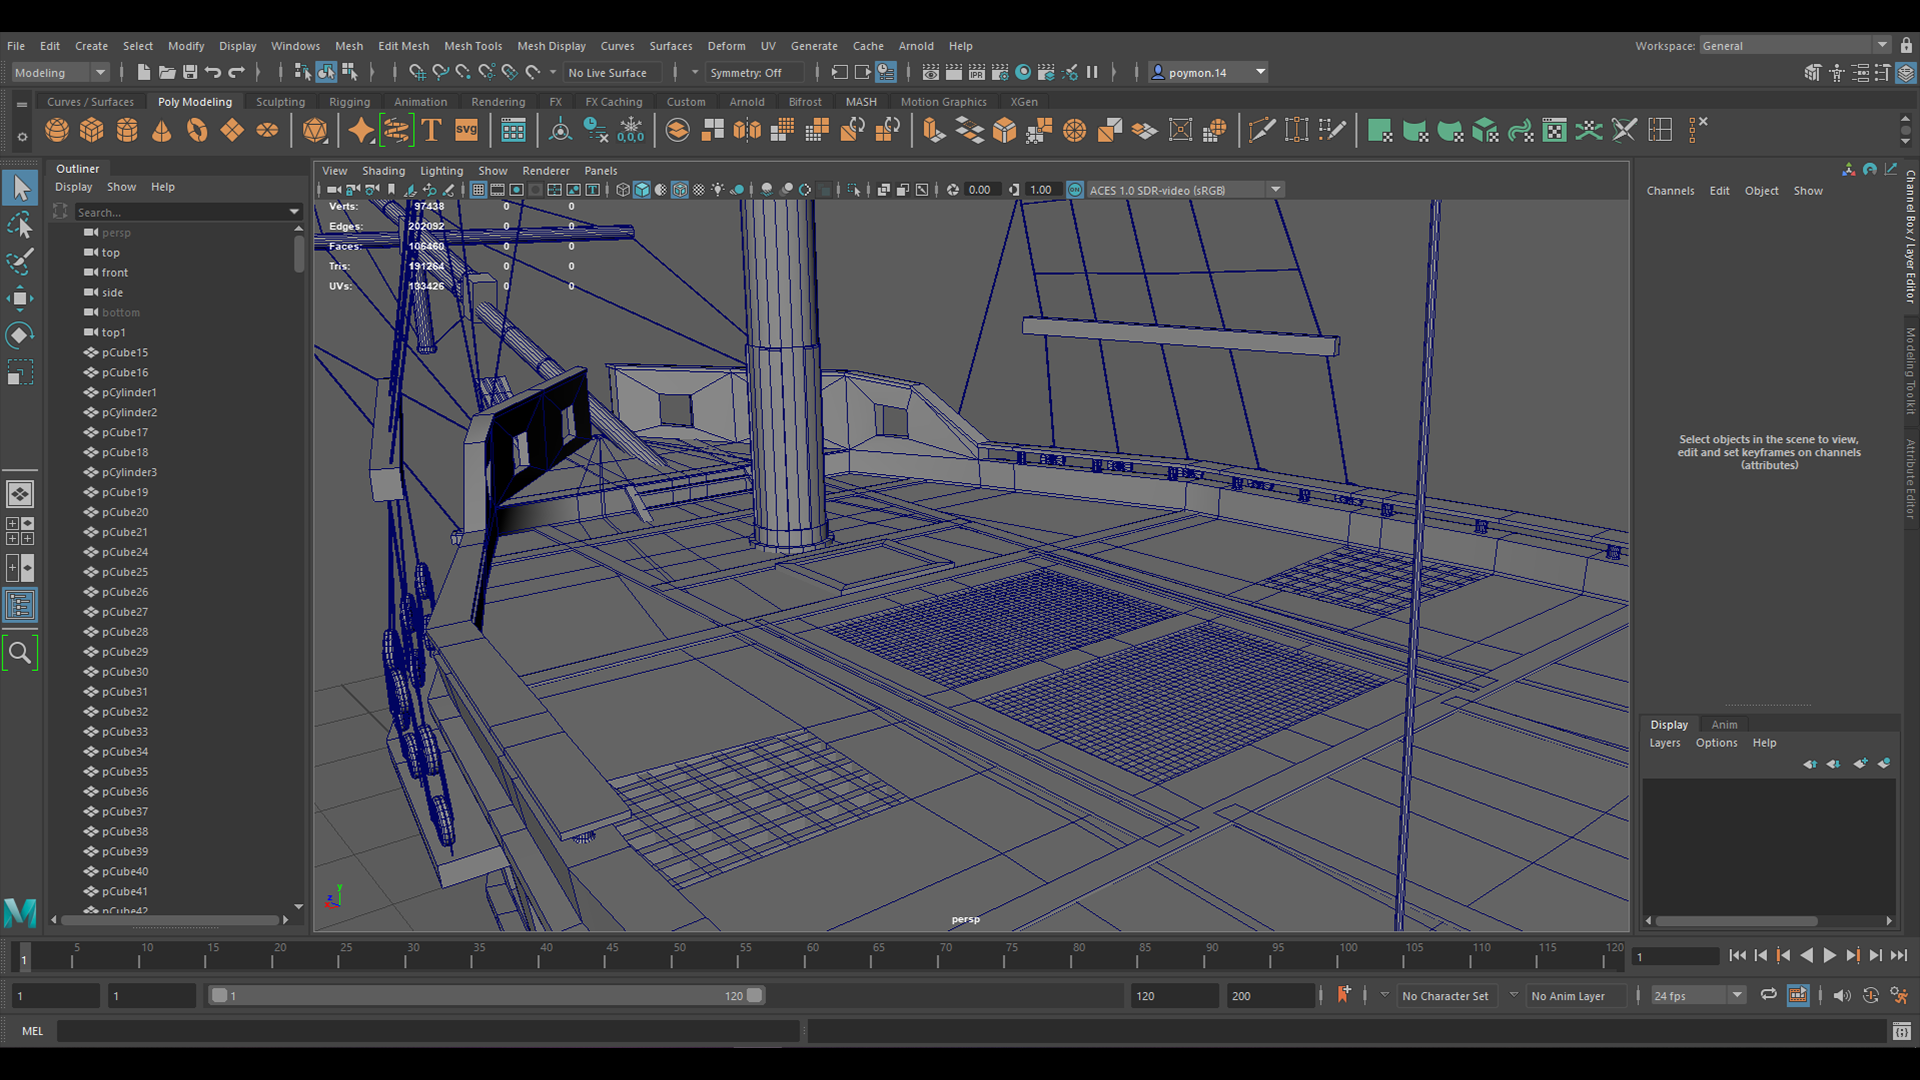 File Edit Create Select Modify Display Windows Mesh Edit Mesh Mesh Tools Mesh Display Curves Surfaces Deform UV Generate Cache Arnold Help Workspace: General
Modeling No Live Surface Symmetry: Off IPR poymon.14
Curves / Surfaces Poly Modeling Sculpting Rigging Animation Rendering FX FX Caching Custom Arnold Bifrost MASH Motion Graphics XGen
T SVG 0,0,0
Outliner
Display Show Help
Search...
persp
top
front
side
bottom
top1
pCube15
pCube16
pCylinder1
pCylinder2
pCube17
pCube18
pCylinder3
pCube19
pCube20
pCube21
pCube24
pCube25
pCube26
pCube27
pCube28
pCube29
pCube30
pCube31
pCube32
pCube33
pCube34
pCube35
pCube36
pCube37
pCube38
pCube39
pCube40
pCube41
pCube42
View Shading Lighting Show Renderer Panels
0.00 1.00 ACES 1.0 SDR-video (sRGB)
Verts: 97438 0 0
Edges: 202092 0 0
Faces: 105460 0 0
Tris: 191264 0 0
UVs: 133426 0 0
y
z
persp
Channels Edit Object Show
Select objects in the scene to view,
edit and set keyframes on channels
(attributes)
Channel Box / Layer Editor
Modeling Toolkit
Attribute Editor
Display Anim
Layers Options Help
1 5 10 15 20 25 30 35 40 45 50 55 60 65 70 75 80 85 90 95 100 105 110 115 120 1
1 1 1 120 120 200 No Character Set No Anim Layer 24 fps
MEL